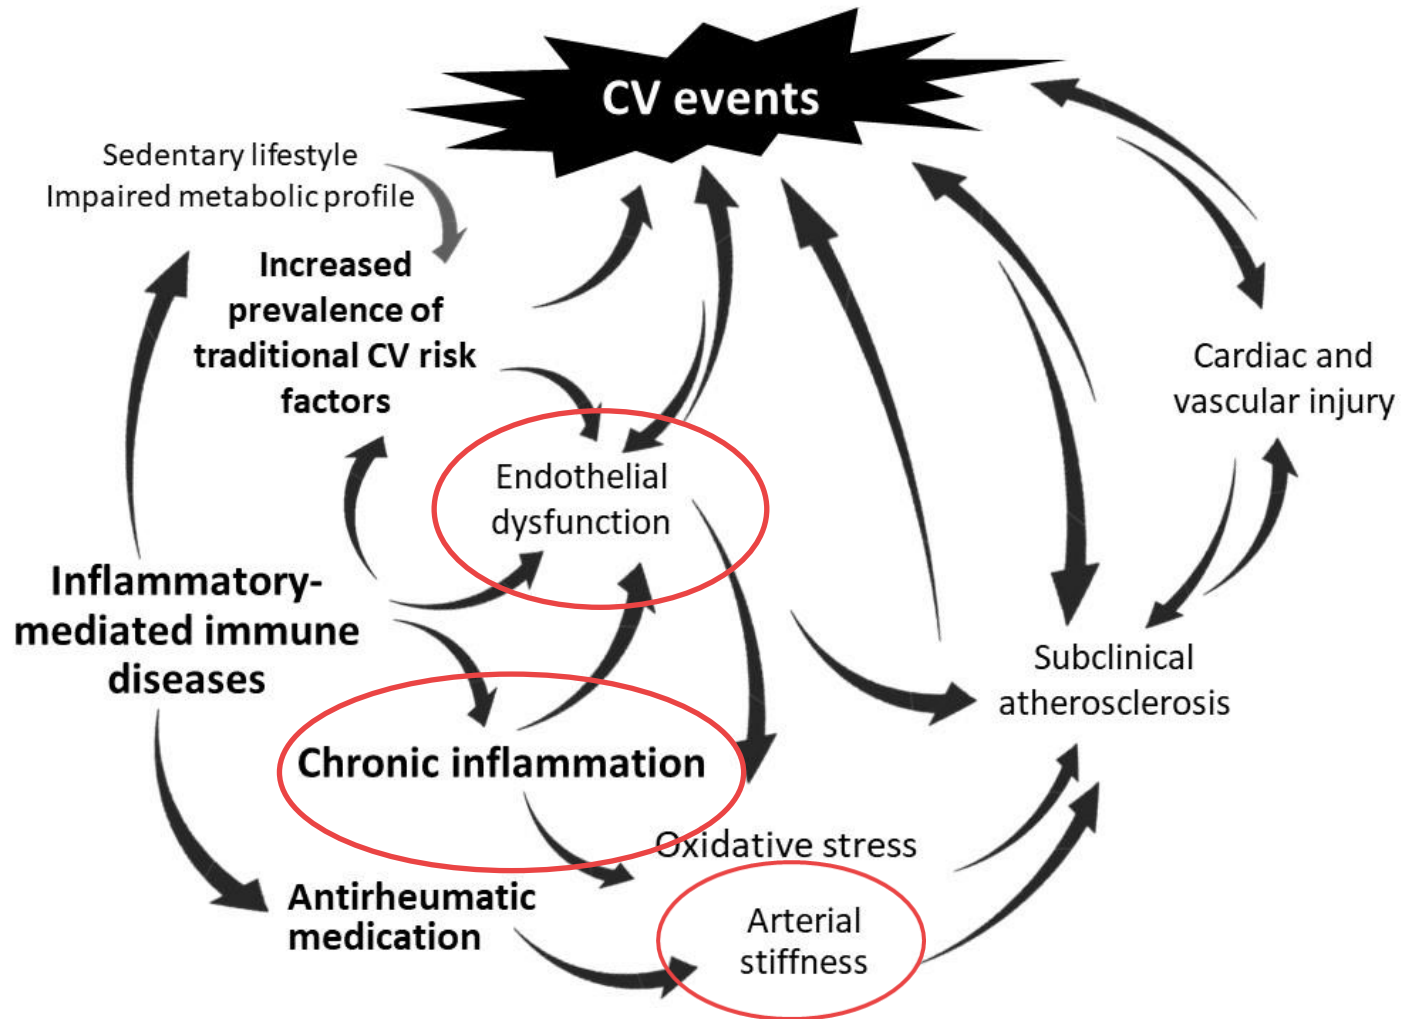 CV events
Sedentary lifestyle
Impaired metabolic profile
Increased
prevalence of
traditional CV risk
factors
Cardiac and
vascular injury
Endothelial
dysfunction
Inflammatory-
mediated immune
diseases
Subclinical
atherosclerosis
Chronic inflammation
Oxidative stress
Antirheumatic
medication
Arterial
stiffness